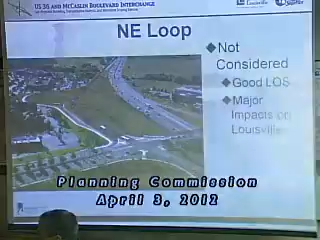 US 36 AND MCCASLIN BOULEVARD INTERCHANGE
NE Loop
Not
Considered
Good LOS
Major
Impacts on
Louisville
Planning Commission
April 3, 2012